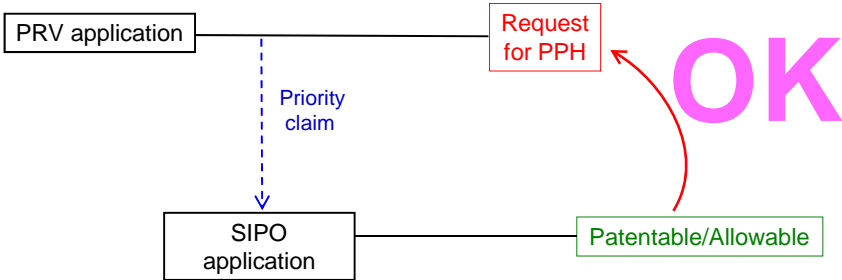 PRV application
Request
for PPH
OK
Priority
claim
SIPO
application
Patentable/Allowable